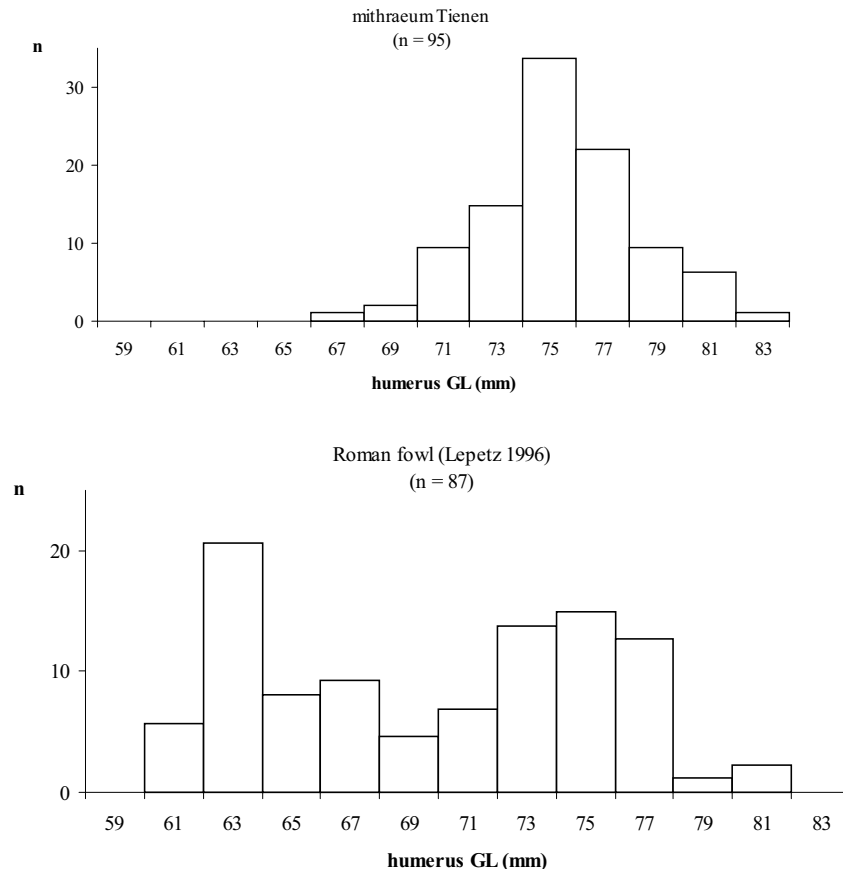 mithraeum Tienen
(n = 95)
n
30
20
10
0
59 61 63 65 67 69 71 73 75 77 79 81 83
humerus GL (mm)
Roman fowl (Lepetz 1996)
(n = 87)
n
20
10
0
59 61 63 65 67 69 71 73 75 77 79 81 83
humerus GL (mm)